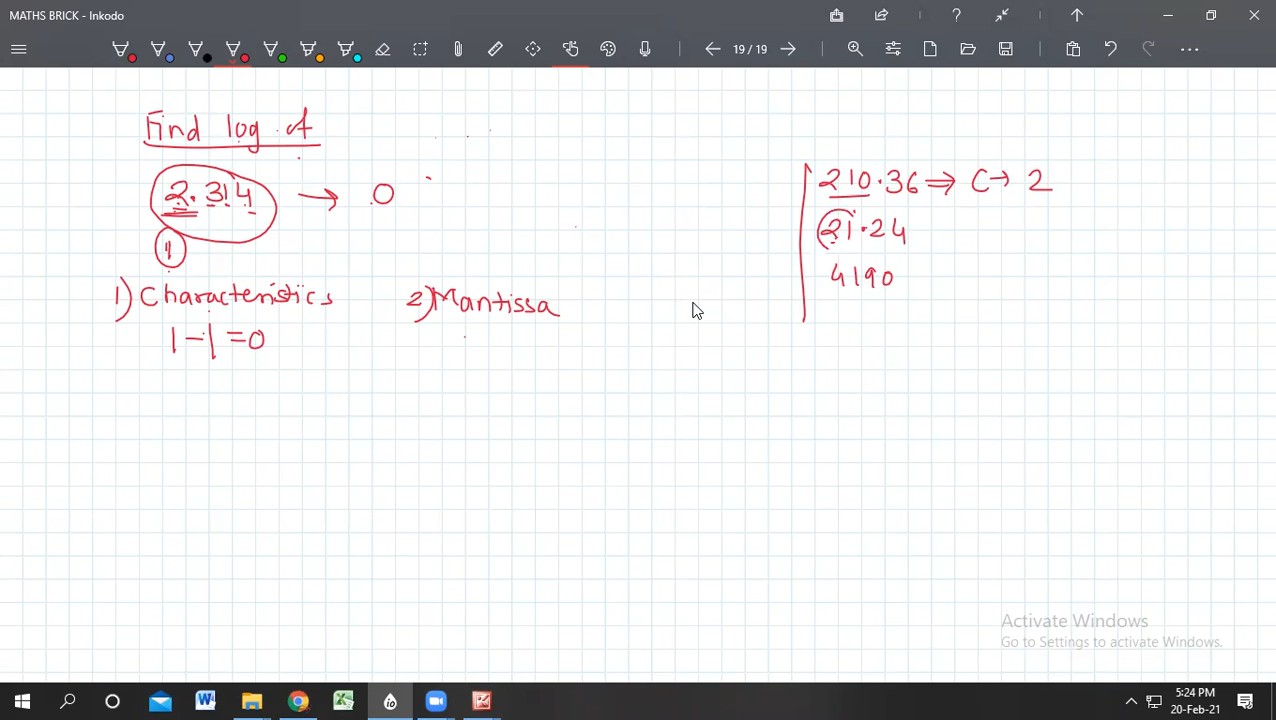 MATHS BRICK - Inkodo
19 / 19
Find log of
2.314 → 0
1
1) Characteristics
1-1=0
2) Mantissa
210.36 ⇒ C → 2
21.24
4190
Activate Windows
Go to Settings to activate Windows.
5:24 PM
20-Feb-21